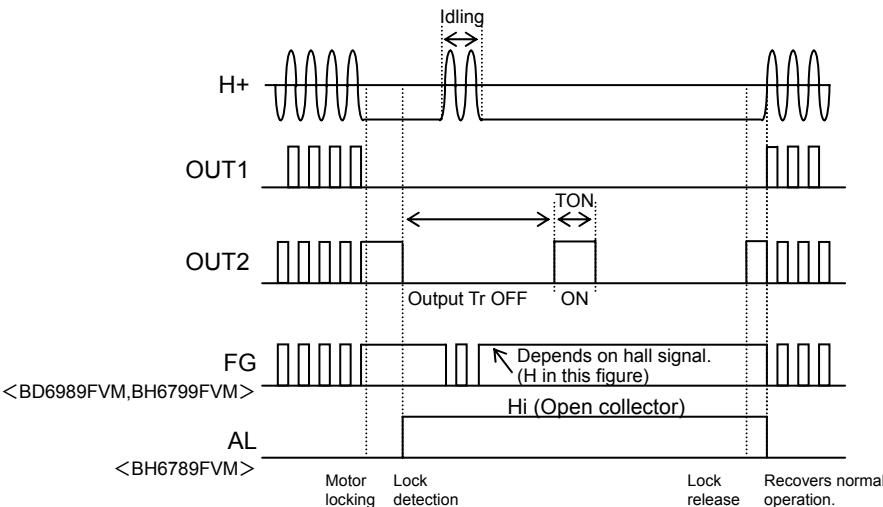 Idling
H+
OUT1
TON
OUT2
Output Tr OFF
ON
FG
Depends on hall signal.
(H in this figure)
<BD6989FVM,BH6799FVM>
Hi (Open collector)
AL
<BH6789FVM>
Motor
locking
Lock
detection
Lock
release
Recovers normal
operation.